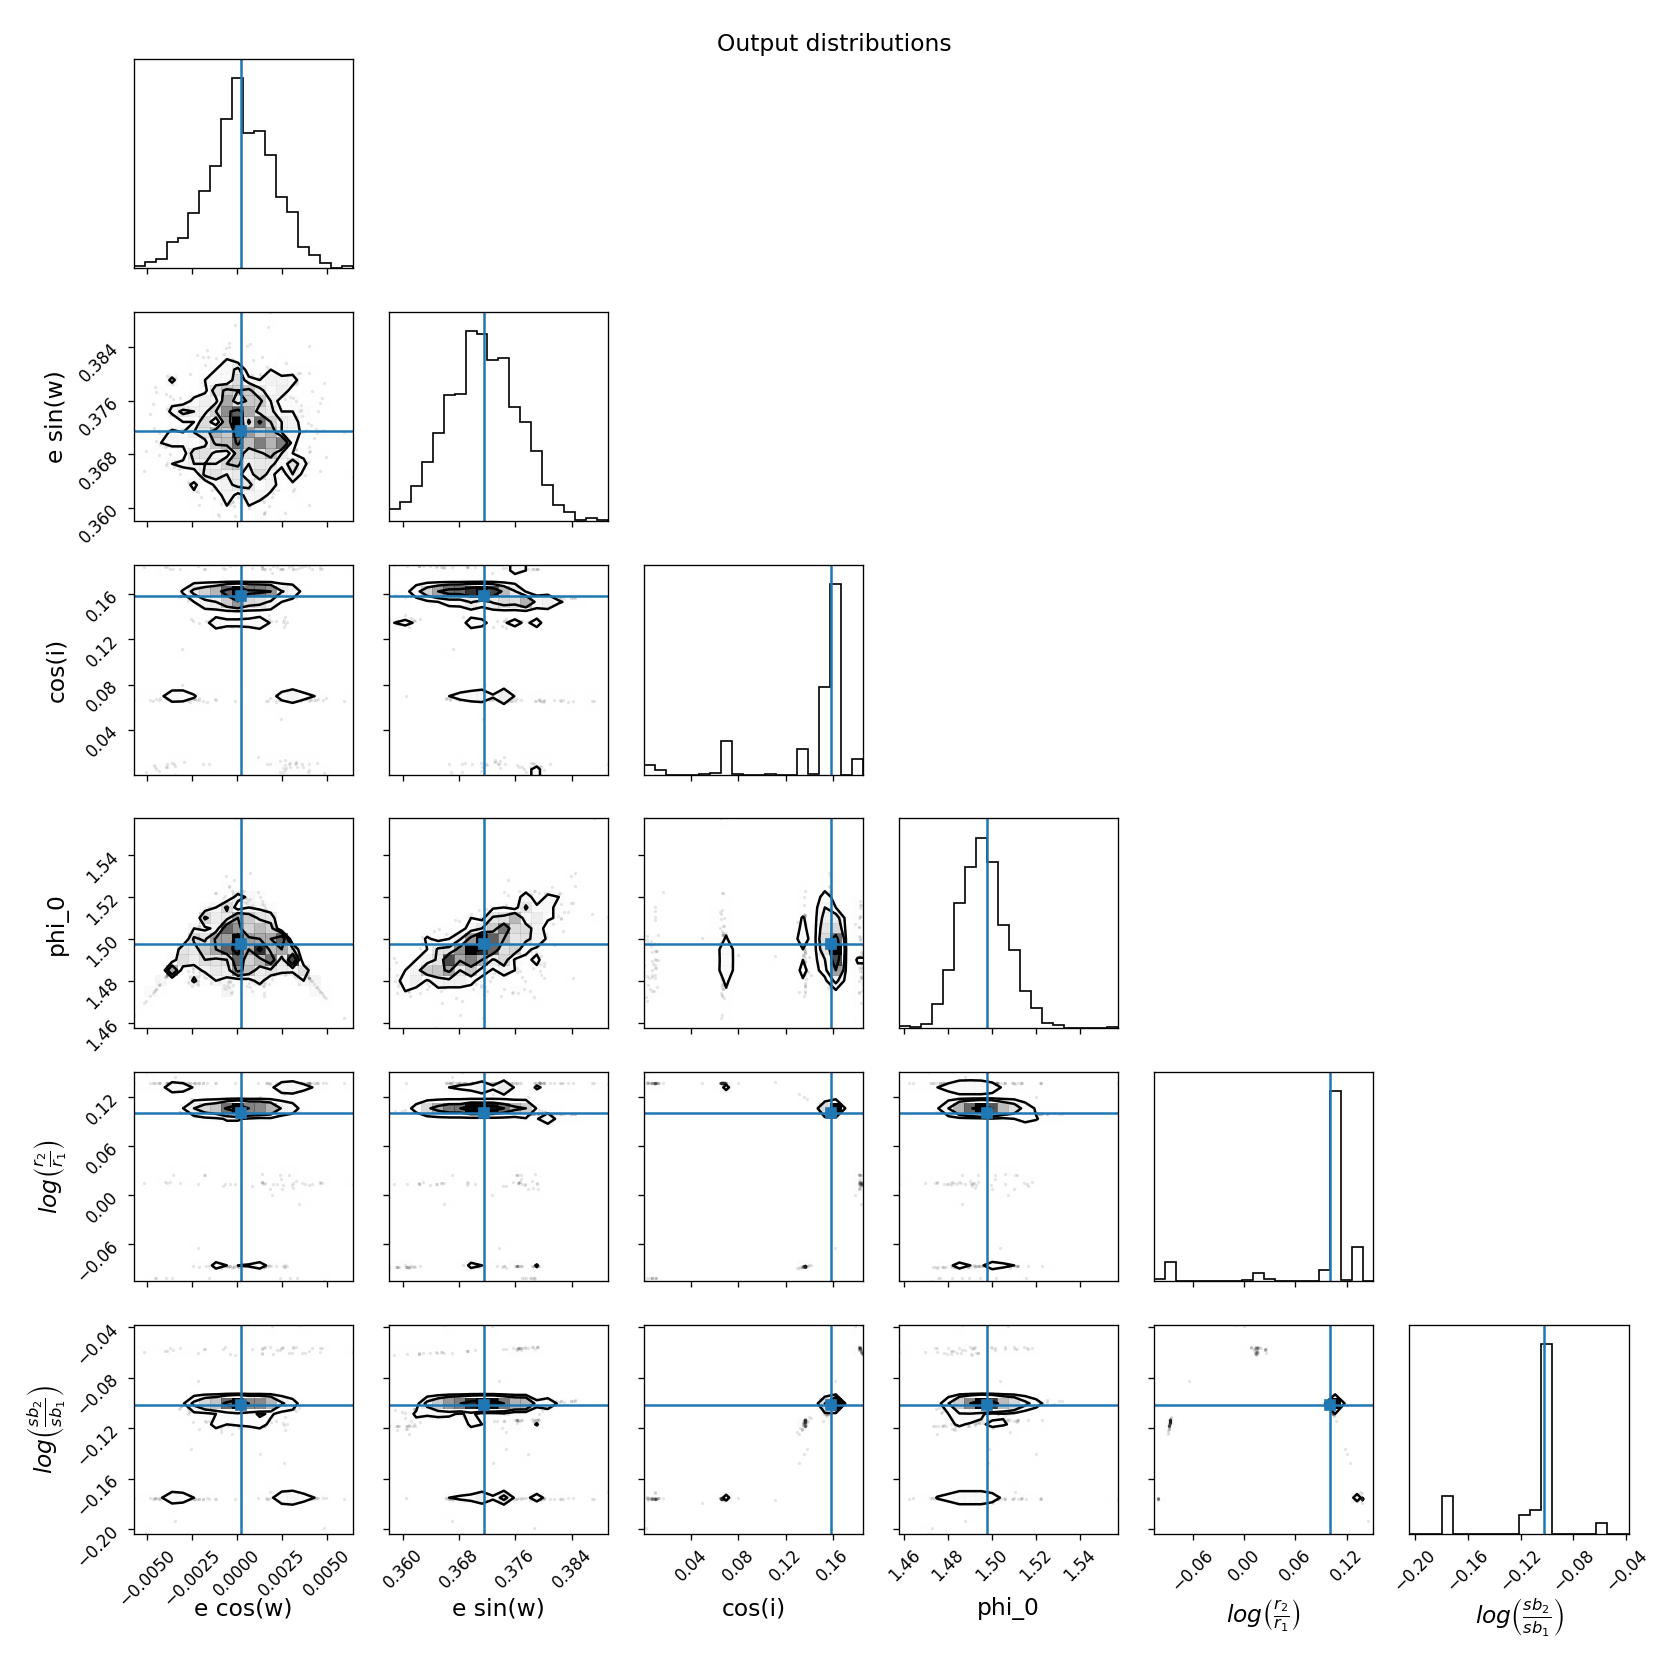 Output distributions
e sin(w)
0.384
0.376
0.368
0.360
cos(i)
0.16
0.12
0.08
0.04
phi_0
1.54
1.52
1.50
1.48
1.46
log(r2/r1)
0.12
0.06
0.00
−0.06
log(sb2/sb1)
−0.04
−0.08
−0.12
−0.16
−0.20
−0.0050 −0.0025 0.0000 0.0025 0.0050
e cos(w)
0.360 0.368 0.376 0.384
e sin(w)
0.04 0.08 0.12 0.16
cos(i)
1.46 1.48 1.50 1.52 1.54
phi_0
−0.06 0.00 0.06 0.12
log(r2/r1)
−0.20 −0.16 −0.12 −0.08 −0.04
log(sb2/sb1)